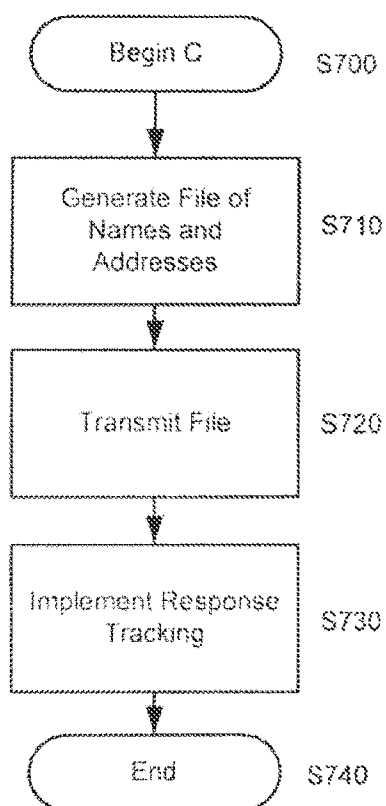 Begin C
S700
Generate File of
Names and
Addresses
S710
Transmit File
S720
Implement Response
Tracking
S730
End
S740